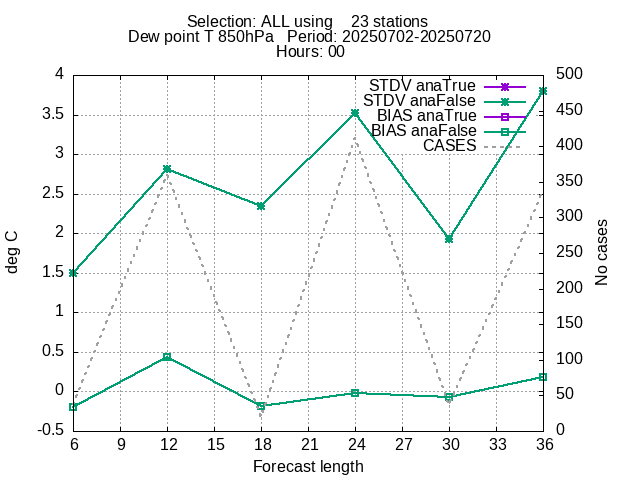 Selection: ALL using    23 stations
Dew point T 850hPa   Period: 20250702-20250720
Hours: 00
4
3.5
3
2.5
2
1.5
1
0.5
0
-0.5
deg C
500
450
400
350
300
250
200
150
100
50
0
No cases
STDV anaTrue
STDV anaFalse
BIAS anaTrue
BIAS anaFalse
CASES
6 9 12 15 18 21 24 27 30 33 36
Forecast length